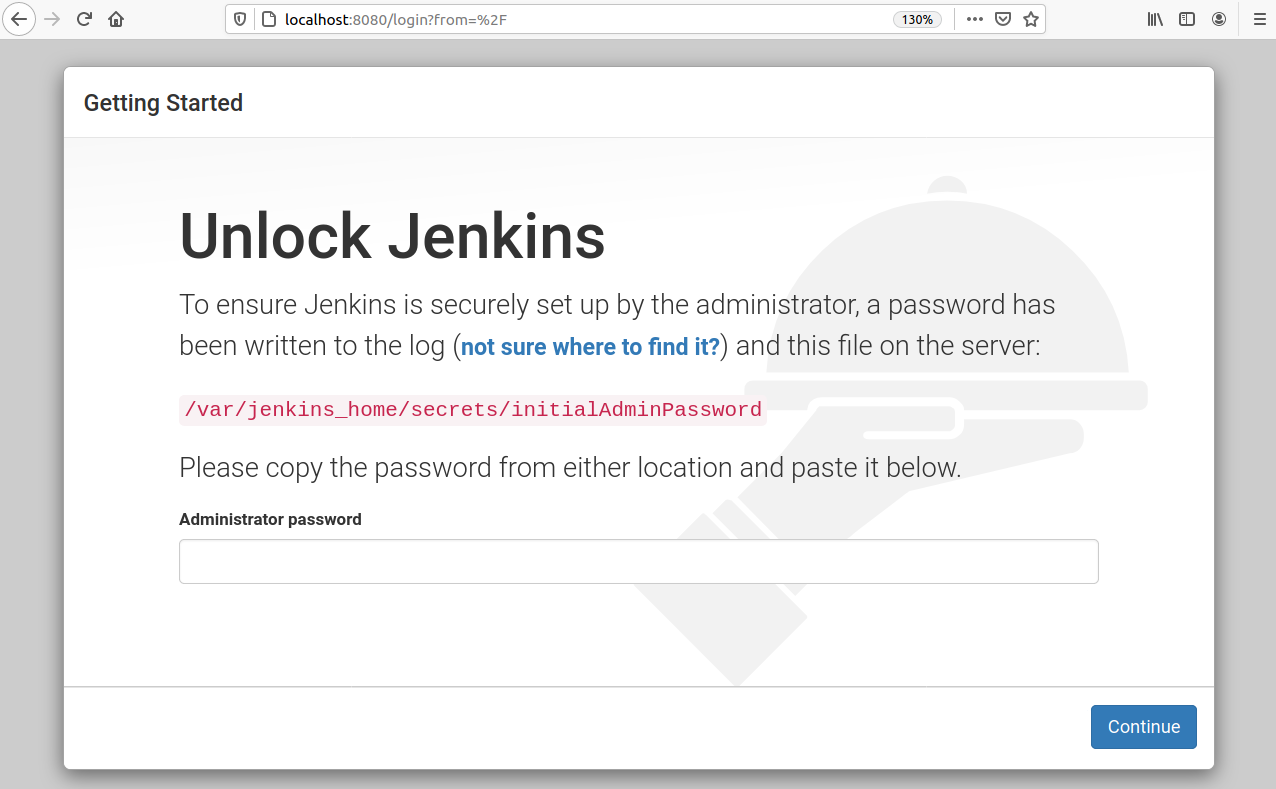 localhost:8080/login?from=%2F
130%
Getting Started
Unlock Jenkins
To ensure Jenkins is securely set up by the administrator, a password has
been written to the log (not sure where to find it?) and this file on the server:
/var/jenkins_home/secrets/initialAdminPassword
Please copy the password from either location and paste it below.
Administrator password
Continue